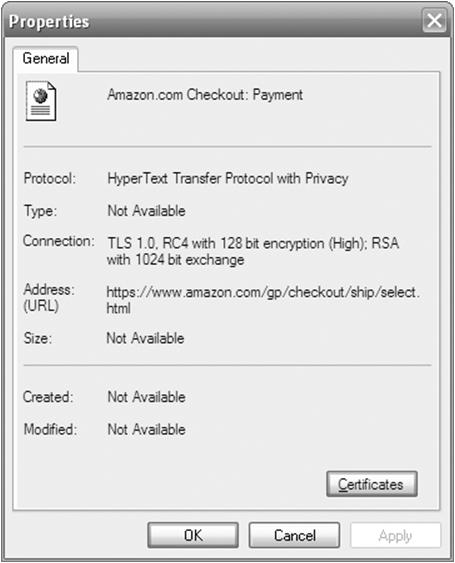 Properties
General
Amazon.com Checkout: Payment
Protocol: HyperText Transfer Protocol with Privacy
Type: Not Available
Connection: TLS 1.0, RC4 with 128 bit encryption (High); RSA
with 1024 bit exchange
Address: https://www.amazon.com/gp/checkout/ship/select.
(URL) html
Size: Not Available
Created: Not Available
Modified: Not Available
Certificates
OK Cancel Apply